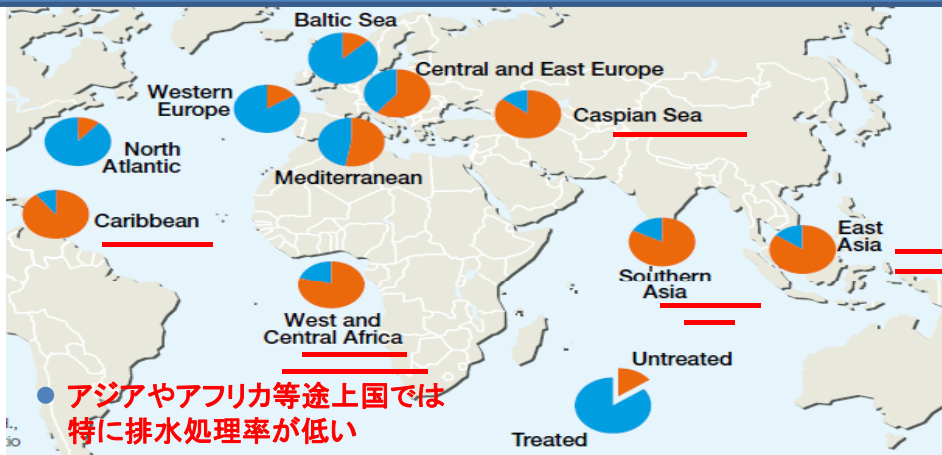 Baltic Sea
Central and East Europe
Western
Europe
Caspian Sea
North
Atlantic
Mediterranean
Caribbean
East
Asia
Southern
Asia
West and
Central Africa
Untreated
Treated
アジアやアフリカ等途上国では
特に排水処理率が低い